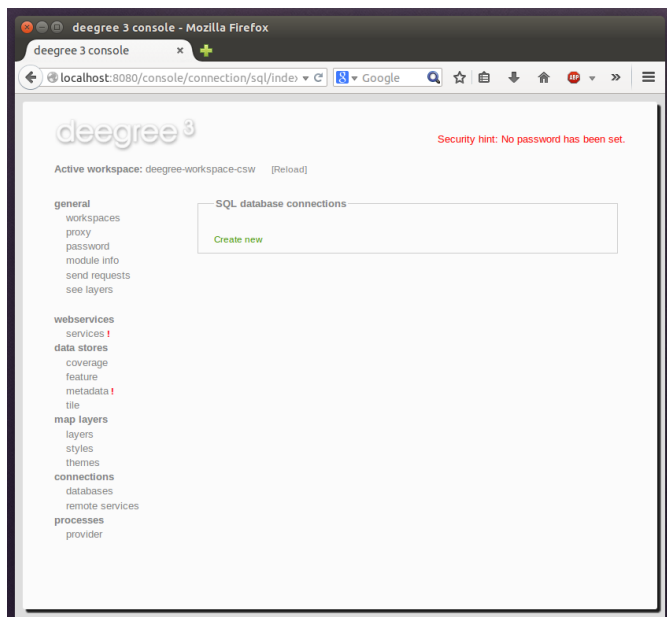 deegree 3 console - Mozilla Firefox
deegree 3 console
localhost:8080/console/connection/sql/inde
Google
ABP
deegree 3
Security hint: No password has been set.
Active workspace: deegree-workspace-csw [Reload]
general
workspaces
proxy
password
module info
send requests
see layers
SQL database connections
Create new
webservices
services !
data stores
coverage
feature
metadata !
tile
map layers
layers
styles
themes
connections
databases
remote services
processes
provider